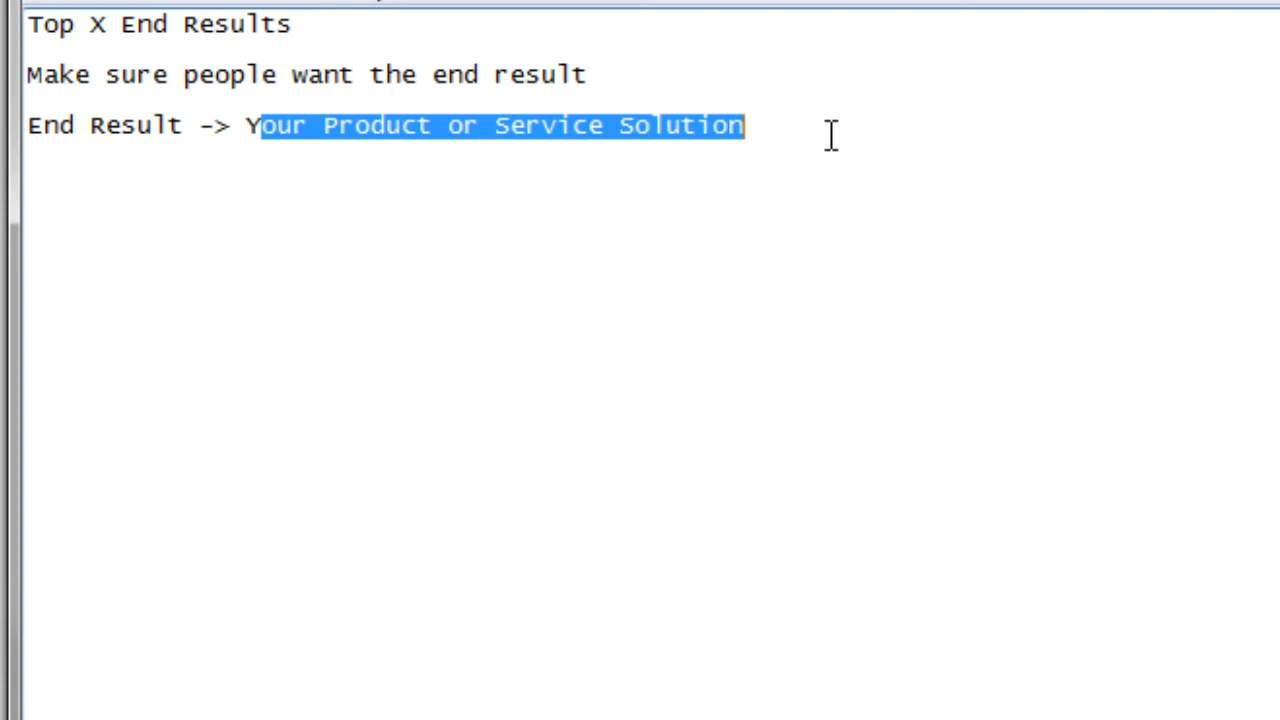 Top X End Results
Make sure people want the end result
End Result -> Your Product or Service Solution